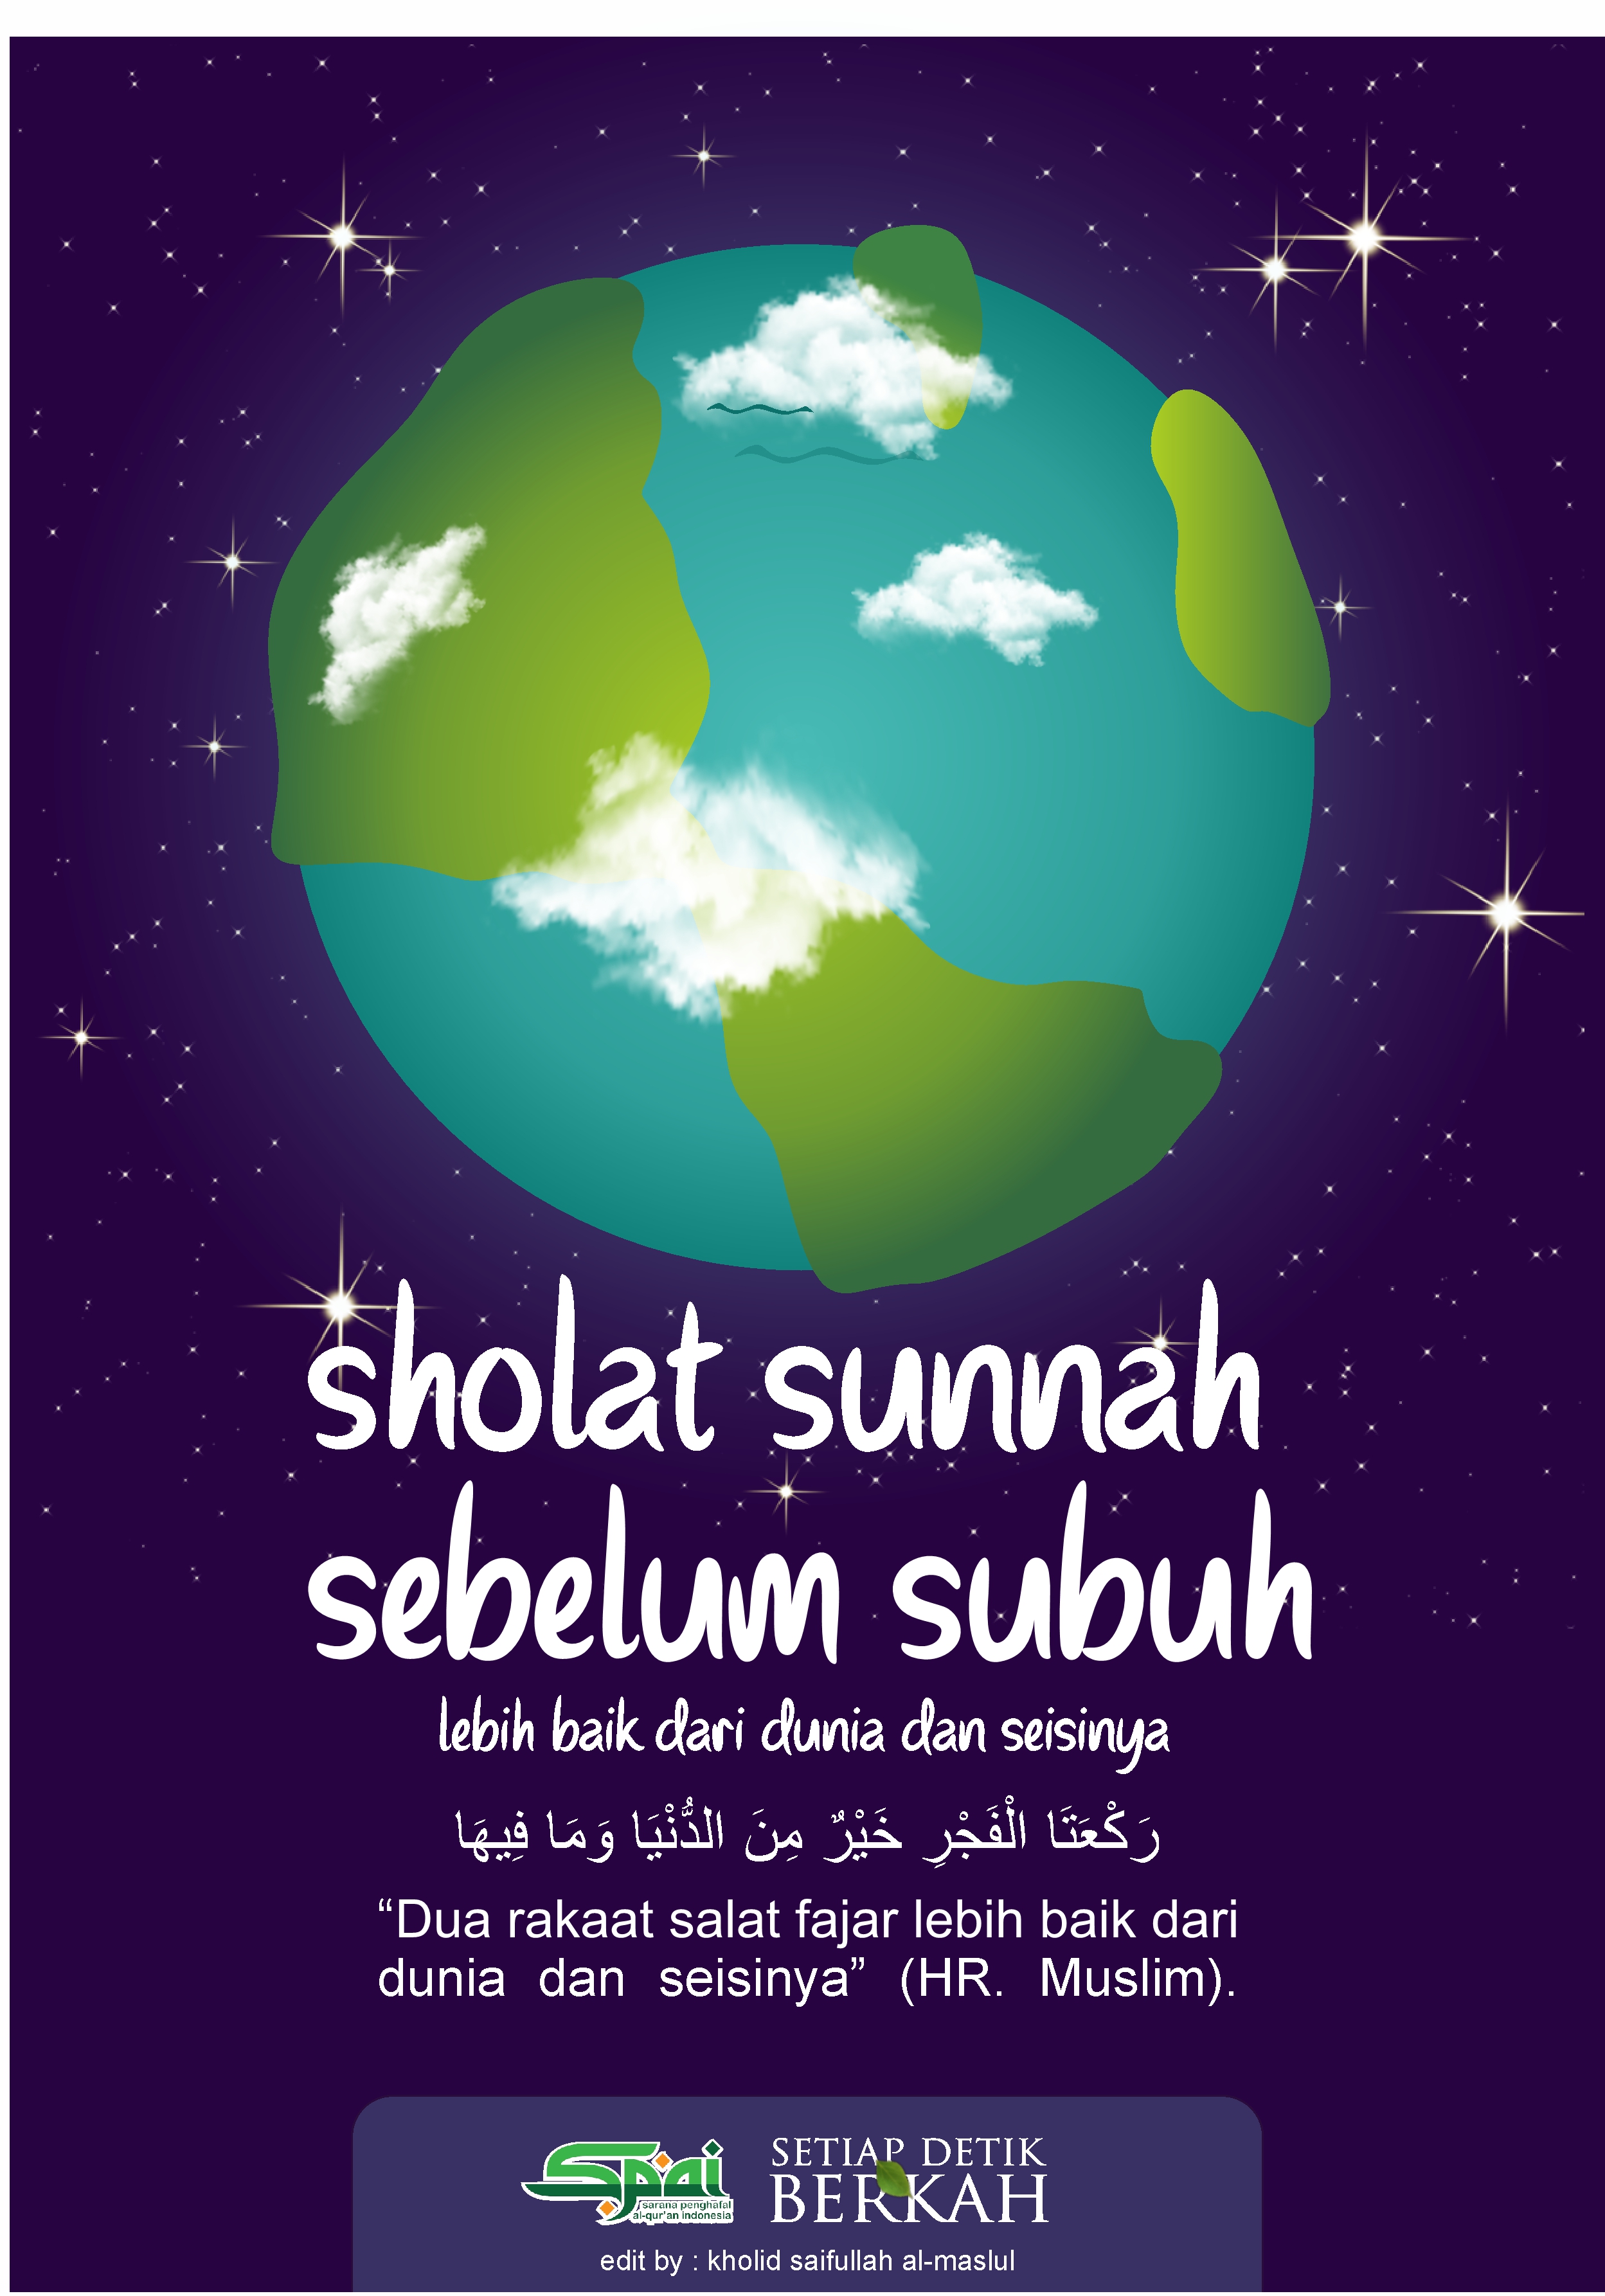 sholat sunnah
sebelum subuh
lebih baik dari dunia dan seisinya
رَكْعَتَا الْفَجْرِ خَيْرٌ مِنَ الدُّنْيَا وَمَا فِيهَا
“Dua rakaat salat fajar lebih baik dari
dunia dan seisinya” (HR. Muslim).
spai
sarana penghafal
al-qur'an indonesia
SETIAP DETIK
BERKAH
edit by : kholid saifullah al-maslul